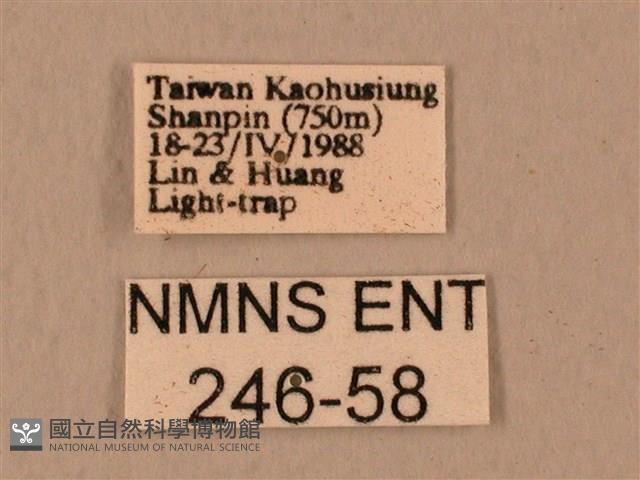 Taiwan Kaohusiung
Shanpin (750m)
18-23/IV/1988
Lin & Huang
Light-trap
NMNS ENT
246-58
國立自然科學博物館
NATIONAL MUSEUM OF NATURAL SCIENCE